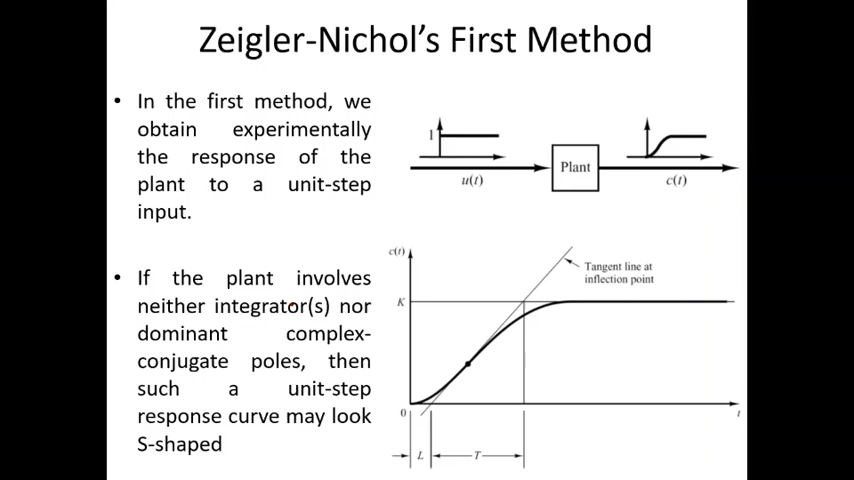 Zeigler-Nichol's First Method
• In the first method, we
obtain experimentally
the response of the
plant to a unit-step
input.
• If the plant involves
neither integrator(s) nor
dominant complex-
conjugate poles, then
such a unit-step
response curve may look
S-shaped
1
u(t)
Plant
c(t)
c(t)
Tangent line at
inflection point
K
0
t
L
T